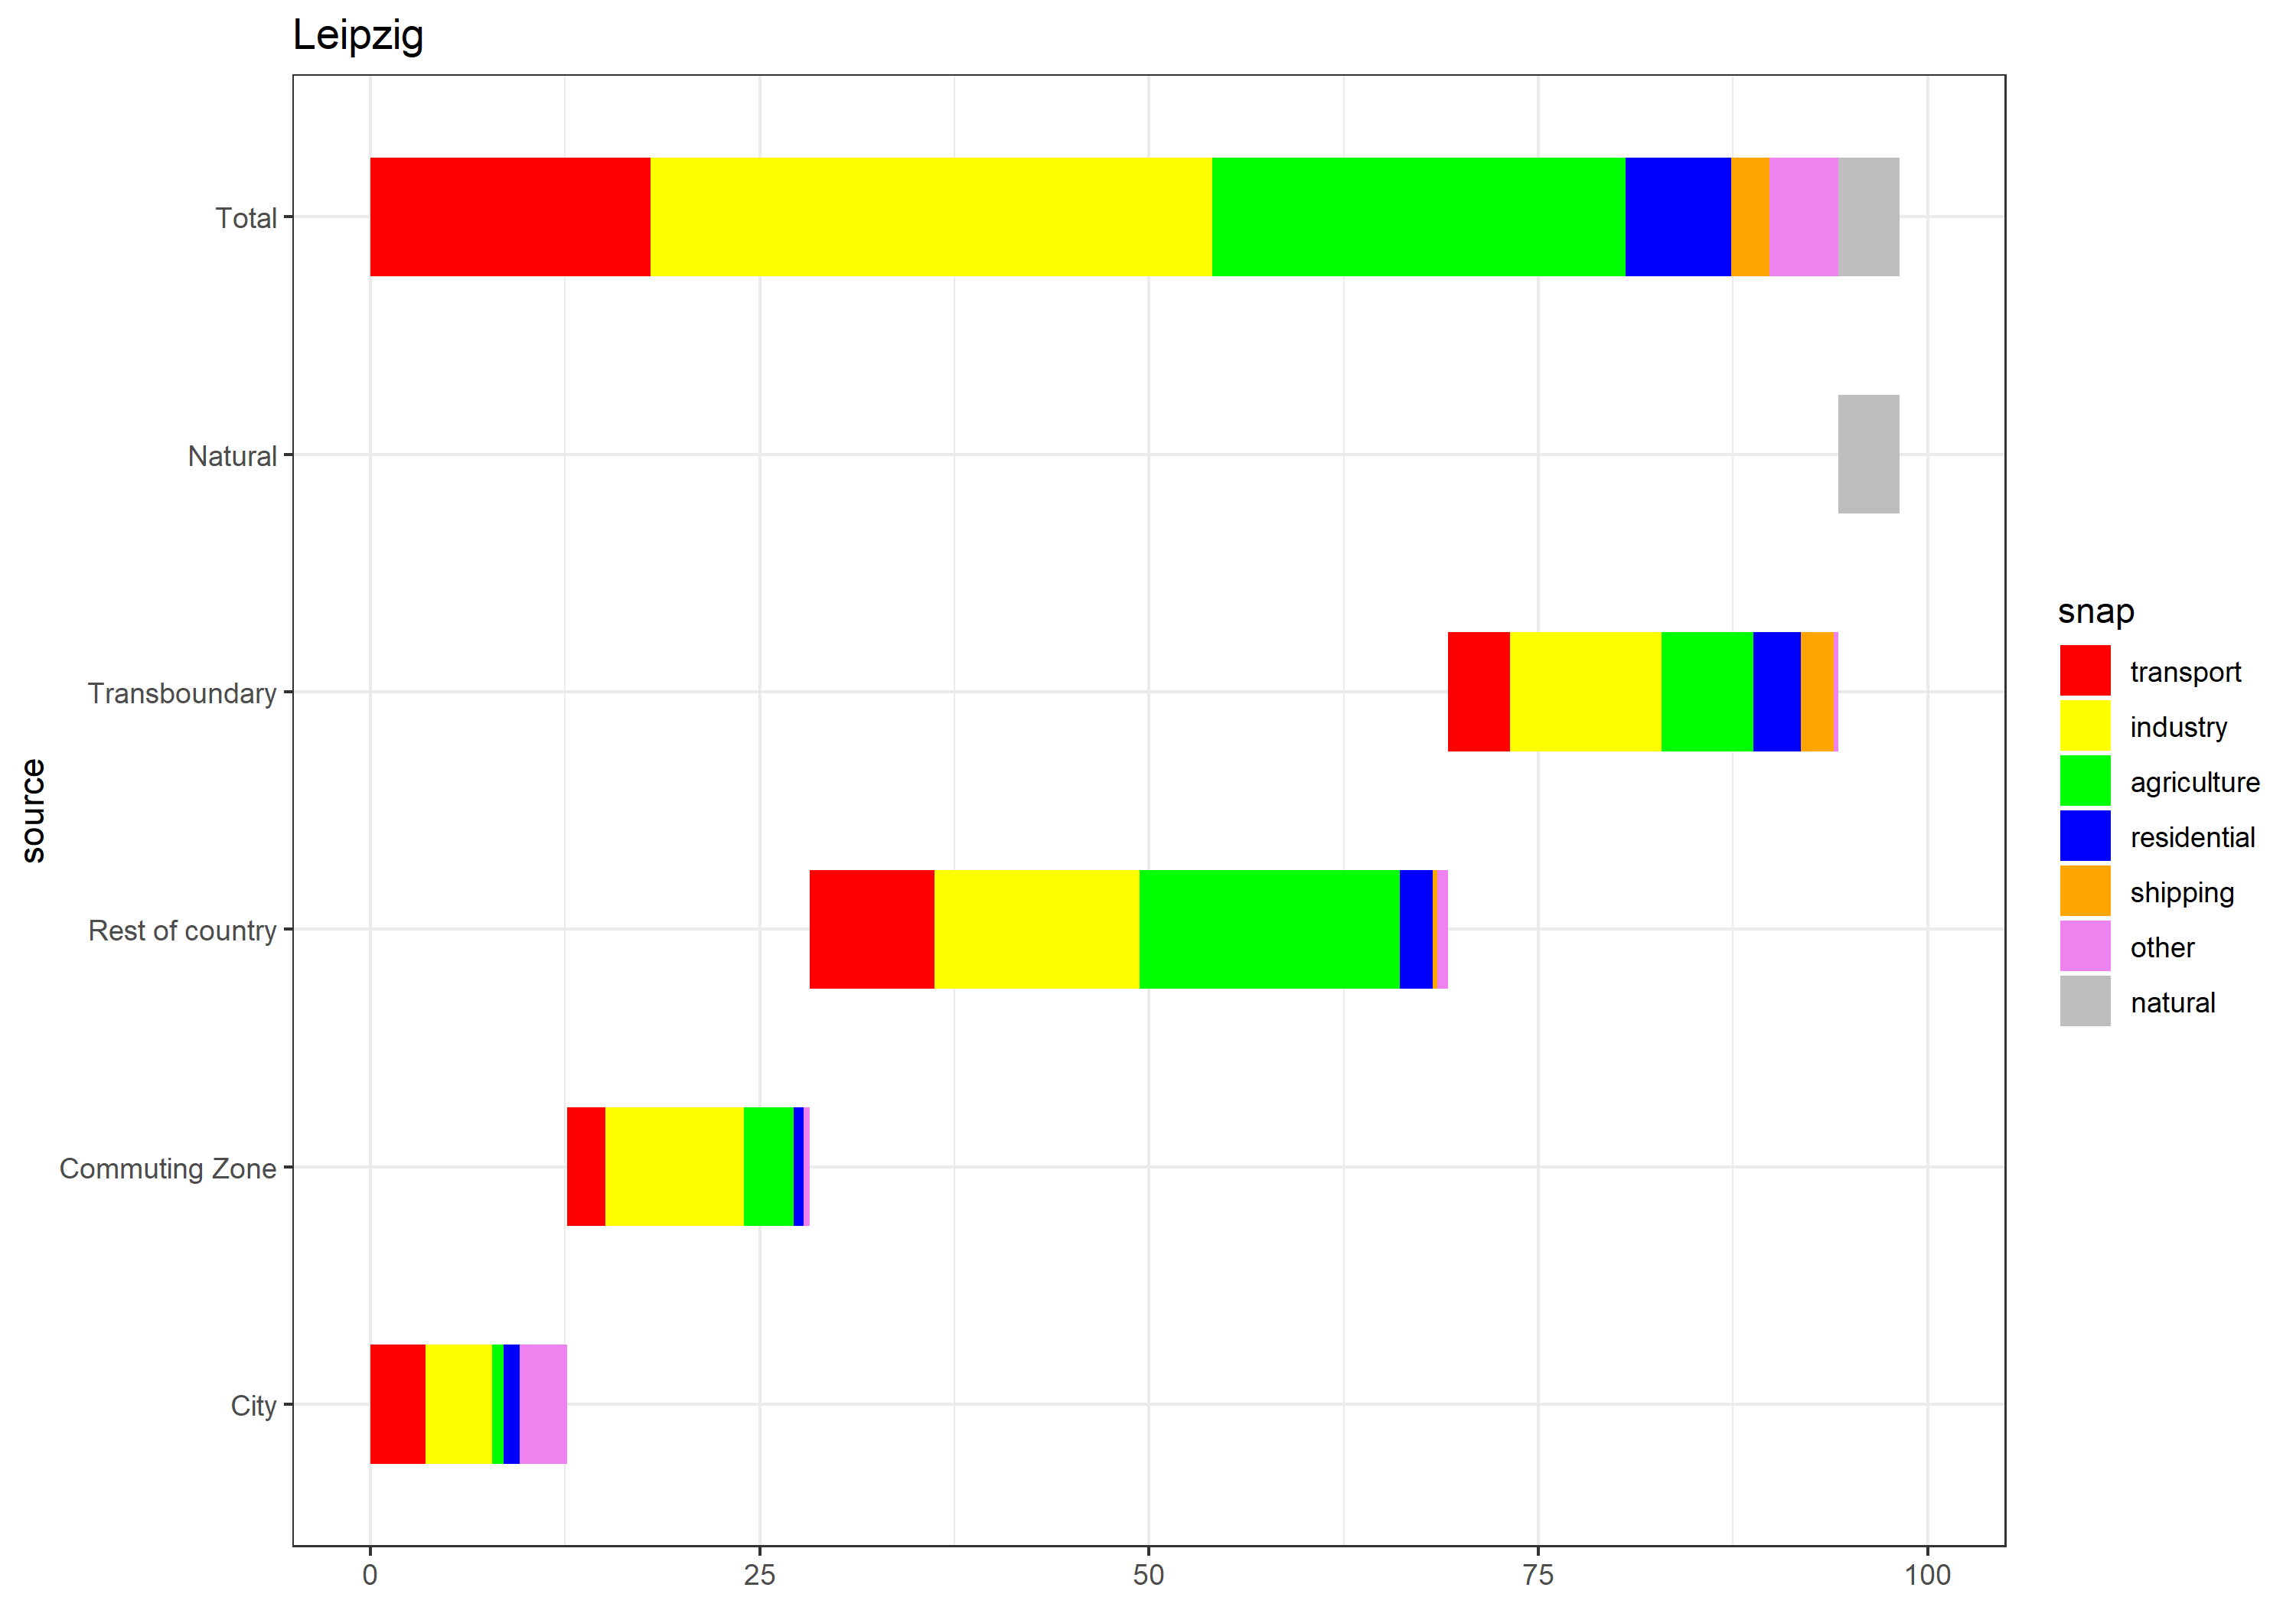 Leipzig
Total
Natural
Transboundary
Rest of country
Commuting Zone
City
source
0 25 50 75 100
snap
transport
industry
agriculture
residential
shipping
other
natural